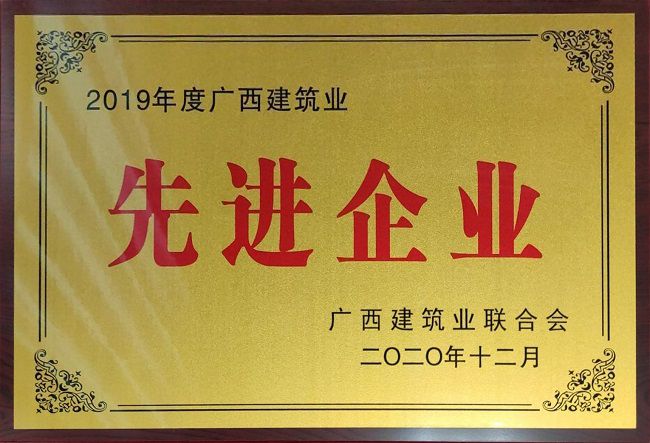 2019年度广西建筑业
先进企业
广西建筑业联合会
二〇二〇年十二月